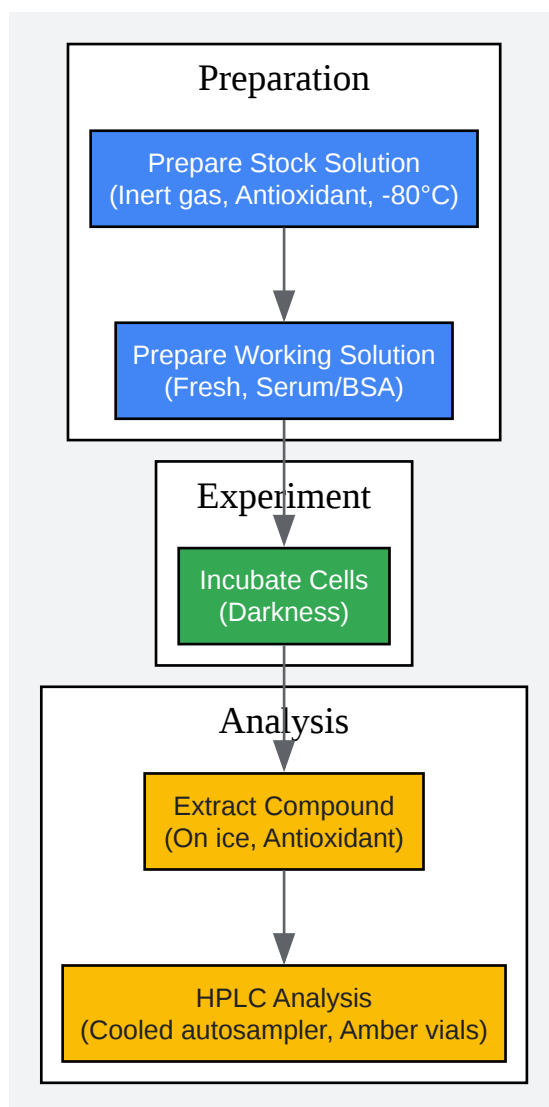 Preparation
Prepare Stock Solution
(Inert gas, Antioxidant, -80°C)
Prepare Working Solution
(Fresh, Serum/BSA)
Experiment
Incubate Cells
(Darkness)
Analysis
Extract Compound
(On ice, Antioxidant)
HPLC Analysis
(Cooled autosampler, Amber vials)